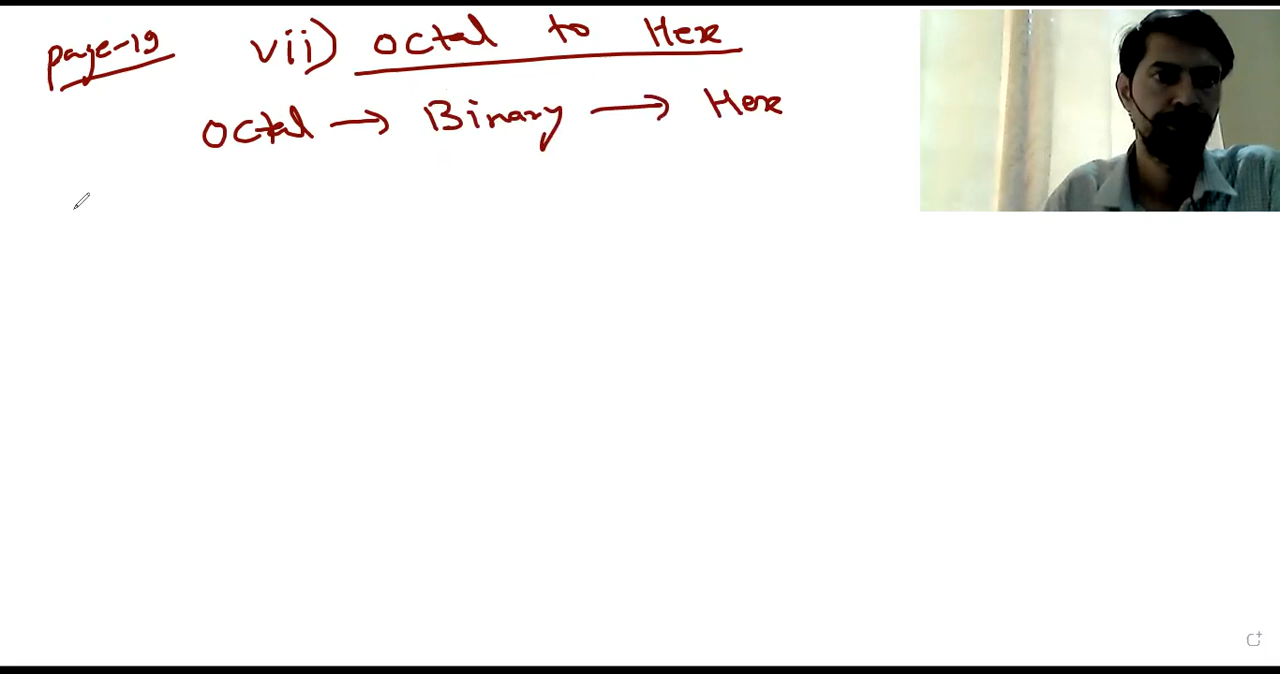 page-19 vii) Octal to Hex
Octal → Binary → Hex